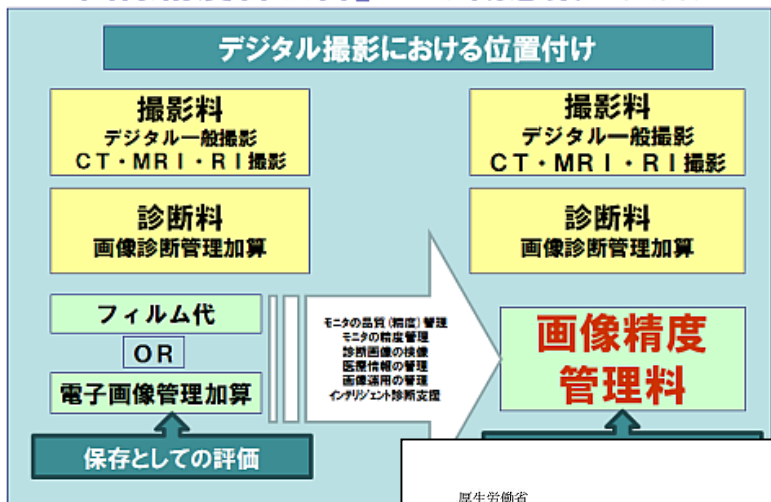 デジタル撮影における位置付け
撮影料
デジタル一般撮影
CT・MRI・RI撮影
診断料
画像診断管理加算
フィルム代
OR
電子画像管理加算
保存としての評価
モニタの品質(精度)管理
モニタの精度管理
診断画像の検像
医療情報の管理
画像運用の管理
インテリジェント診断支援
撮影料
デジタル一般撮影
CT・MRI・RI撮影
診断料
画像診断管理加算
画像精度
管理料
厚生労働省